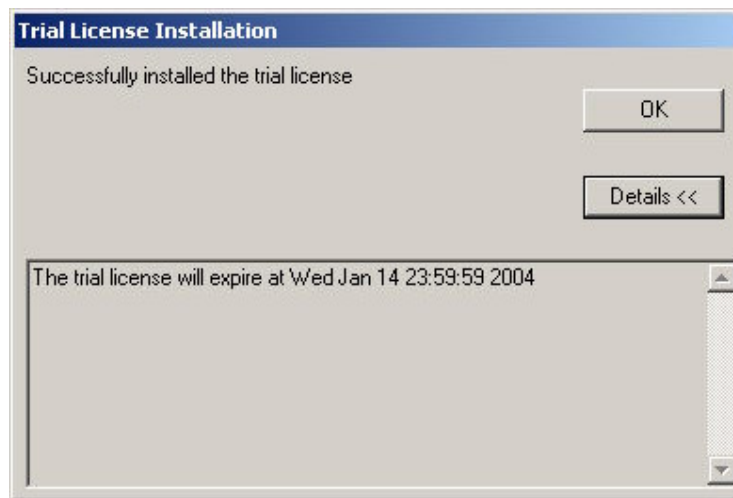 Trial License Installation
Successfully installed the trial license
OK
Details <<
The trial license will expire at Wed Jan 14 23:59:59 2004